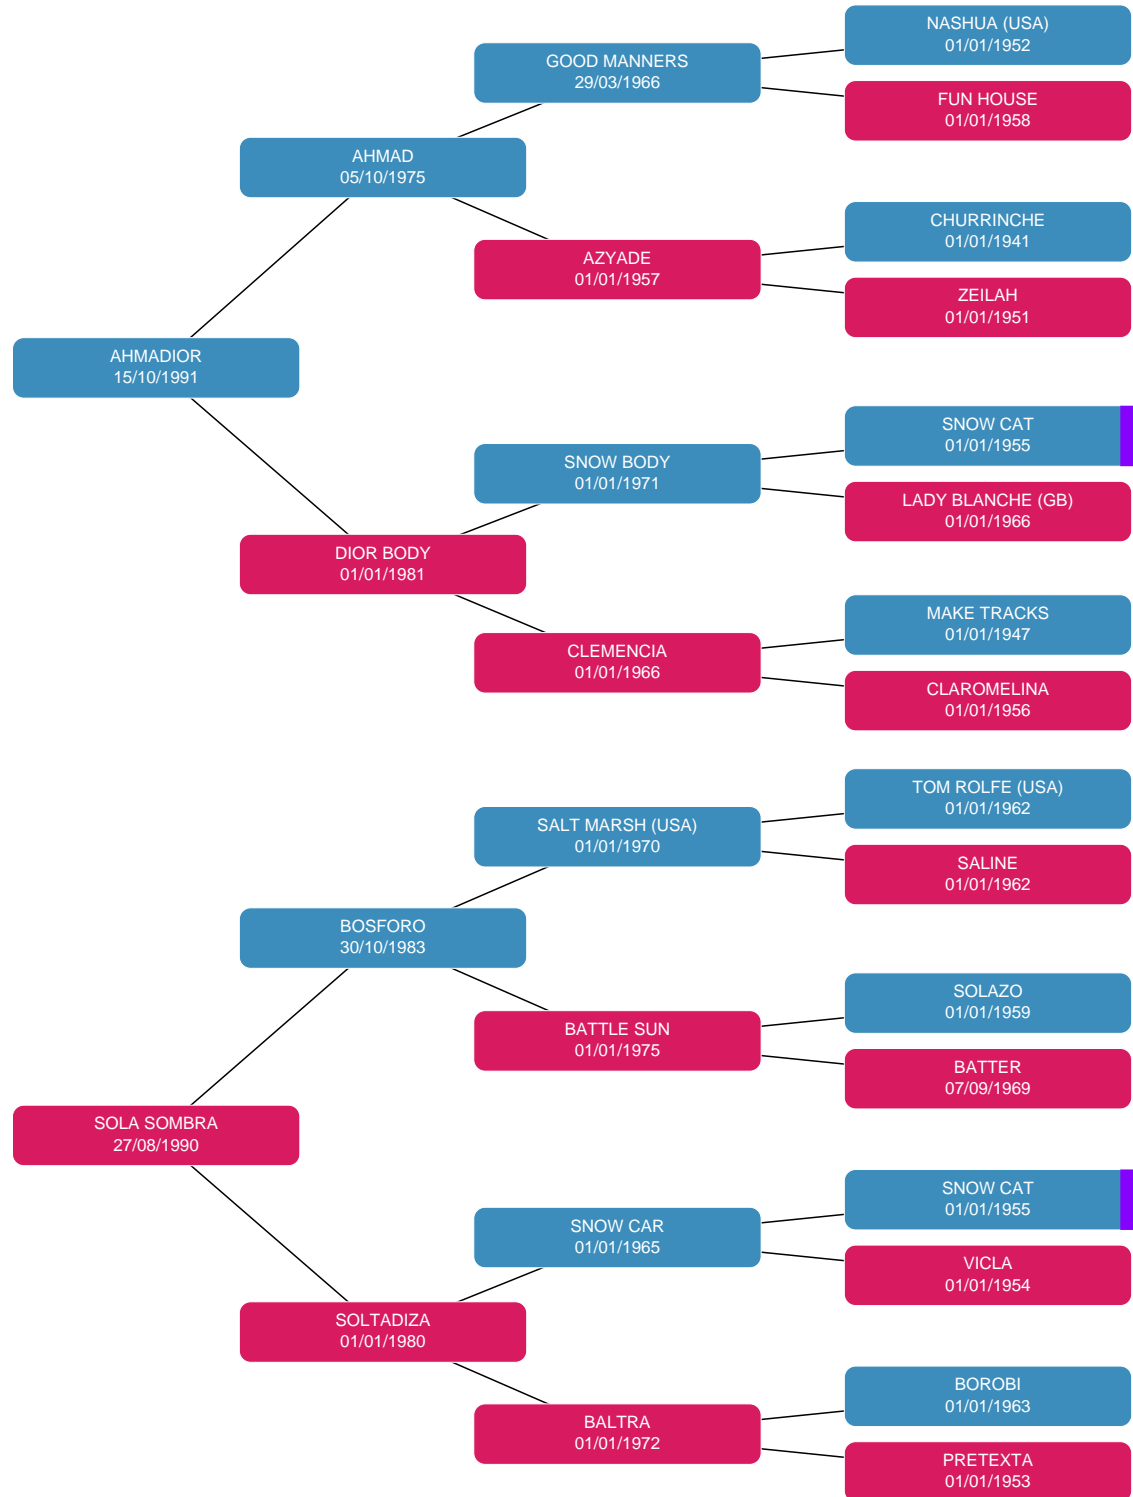 NASHUA (USA)
01/01/1952
GOOD MANNERS
29/03/1966
FUN HOUSE
01/01/1958
AHMAD
05/10/1975
CHURRINCHE
01/01/1941
AZYADE
01/01/1957
ZEILAH
01/01/1951
AHMADIOR
15/10/1991
SNOW CAT
01/01/1955
SNOW BODY
01/01/1971
LADY BLANCHE (GB)
01/01/1966
DIOR BODY
01/01/1981
MAKE TRACKS
01/01/1947
CLEMENCIA
01/01/1966
CLAROMELINA
01/01/1956
TOM ROLFE (USA)
01/01/1962
SALT MARSH (USA)
01/01/1970
SALINE
01/01/1962
BOSFORO
30/10/1983
SOLAZO
01/01/1959
BATTLE SUN
01/01/1975
BATTER
07/09/1969
SOLA SOMBRA
27/08/1990
SNOW CAT
01/01/1955
SNOW CAR
01/01/1965
VICLA
01/01/1954
SOLTADIZA
01/01/1980
BOROBI
01/01/1963
BALTRA
01/01/1972
PRETEXTA
01/01/1953